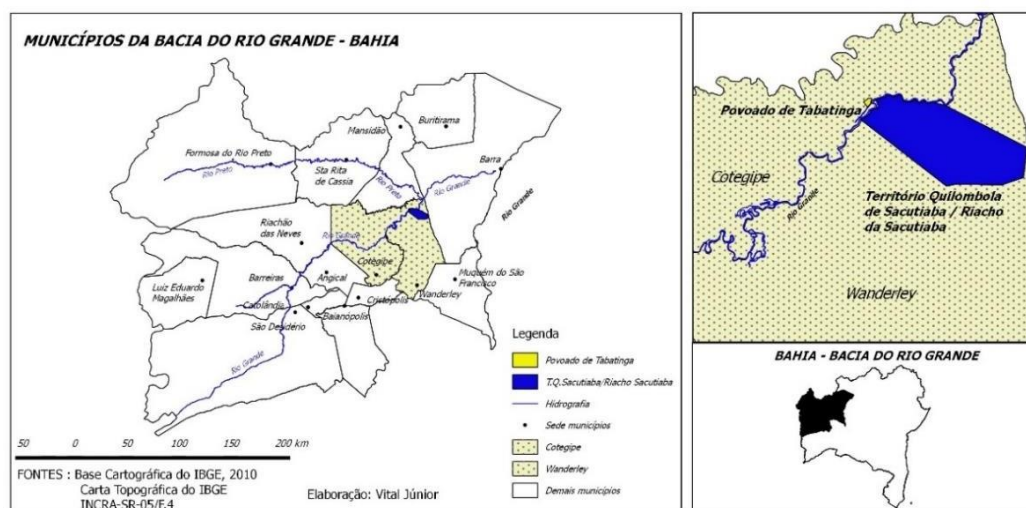 MUNICÍPIOS DA BACIA DO RIO GRANDE - BAHIA
Mansidão
Buritirama
Formosa do Rio Preto
Rio Preto
Sta Rita
de Cassia
Rio Preto
Rio Grande
Barra
Rio Grande
Riachão
das Neves
Rio Grande
Luiz Eduardo
Magalhães
Barreiras
Angical
Cotegipe
Muquém do São
Francisco
Wanderley
Cristópolis
Catolândia
Baianópolis
São Desidério
Rio Grande
50 0 50 100 150 200 km
FONTES : Base Cartográfica do IBGE, 2010
Carta Topográfica do IBGE
INCRA-SR-05/F.4
Elaboração: Vital Júnior
Legenda
Povoado de Tabatinga
T.Q.Sacutiaba/Riacho Sacutiaba
Hidrografia
Sede municípios
Cotegipe
Wanderley
Demais municípios
Povoado de Tabatinga
Cotegipe
Rio Grande
Território Quilombola
de Sacutiaba / Riacho
da Sacutiaba
Wanderley
BAHIA - BACIA DO RIO GRANDE